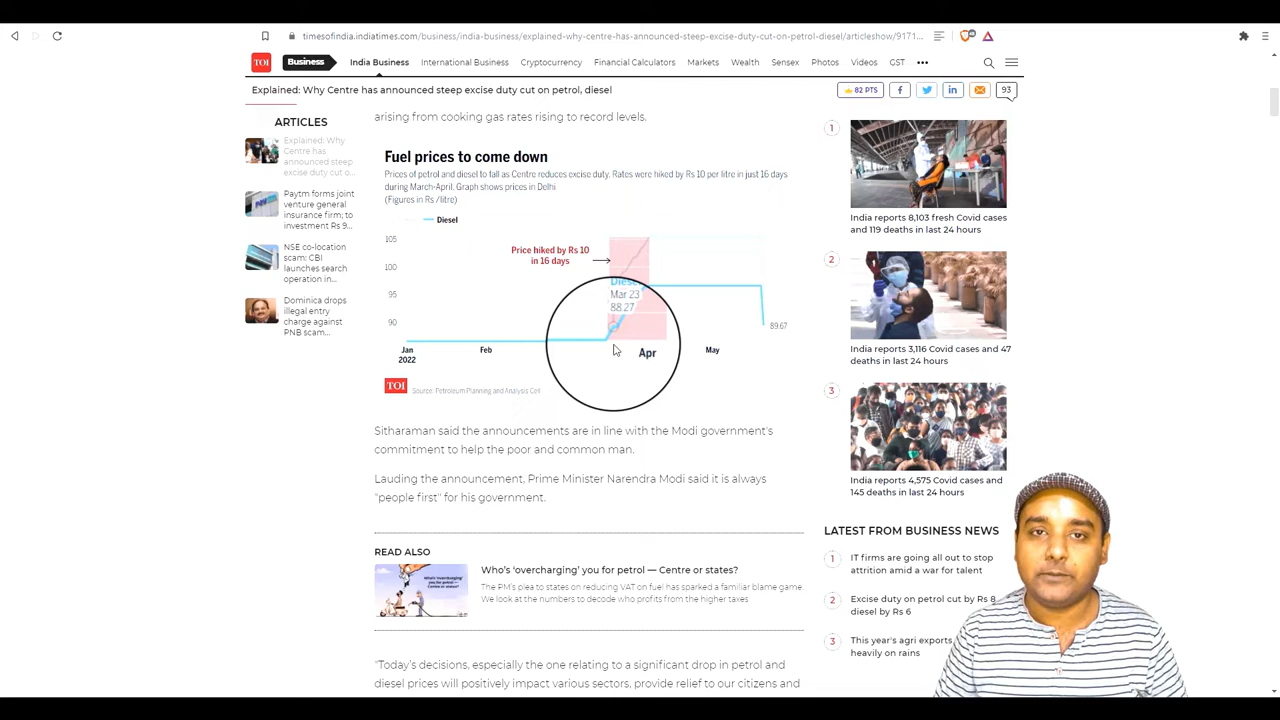 timesofindia.indiatimes.com/business/india-business/explained-why-centre-has-announced-steep-excise-duty-cut-on-petrol-diesel/articleshow/9171...
TOI
Business
India Business
International Business
Cryptocurrency
Financial Calculators
Markets
Wealth
Sensex
Photos
Videos
GST
Explained: Why Centre has announced steep excise duty cut on petrol, diesel
82 PTS
93
ARTICLES
Explained: Why
Centre has
announced steep
excise duty cut o...
Paytm forms joint
venture general
insurance firm; to
investment Rs 9...
NSE co-location
scam: CBI
launches search
operation in...
Dominica drops
illegal entry
charge against
PNB scam...
arising from cooking gas rates rising to record levels.
Fuel prices to come down
Prices of petrol and diesel to fall as Centre reduces excise duty. Rates were hiked by Rs 10 per litre in just 16 days
during March-April. Graph shows prices in Delhi
(Figures in Rs /litre)
Diesel
105
100
95
90
Price hiked by Rs 10
in 16 days
Diesel
Mar 23
88.27
89.67
Jan
2022
Feb
Apr
May
TOI
Source: Petroleum Planning and Analysis Cell
Sitharaman said the announcements are in line with the Modi government's
commitment to help the poor and common man.
Lauding the announcement, Prime Minister Narendra Modi said it is always
"people first" for his government.
READ ALSO
Who's 'overcharging' you for petrol — Centre or states?
The PM's plea to states on reducing VAT on fuel has sparked a familiar blame game.
We look at the numbers to decode who profits from the higher taxes
"Today's decisions, especially the one relating to a significant drop in petrol and
diesel prices will positively impact various sectors, provide relief to our citizens and
1
India reports 8,103 fresh Covid cases
and 119 deaths in last 24 hours
2
India reports 3,116 Covid cases and 47
deaths in last 24 hours
3
India reports 4,575 Covid cases and
145 deaths in last 24 hours
LATEST FROM BUSINESS NEWS
1
IT firms are going all out to stop
attrition amid a war for talent
2
Excise duty on petrol cut by Rs 8,
diesel by Rs 6
3
This year's agri exports
heavily on rains